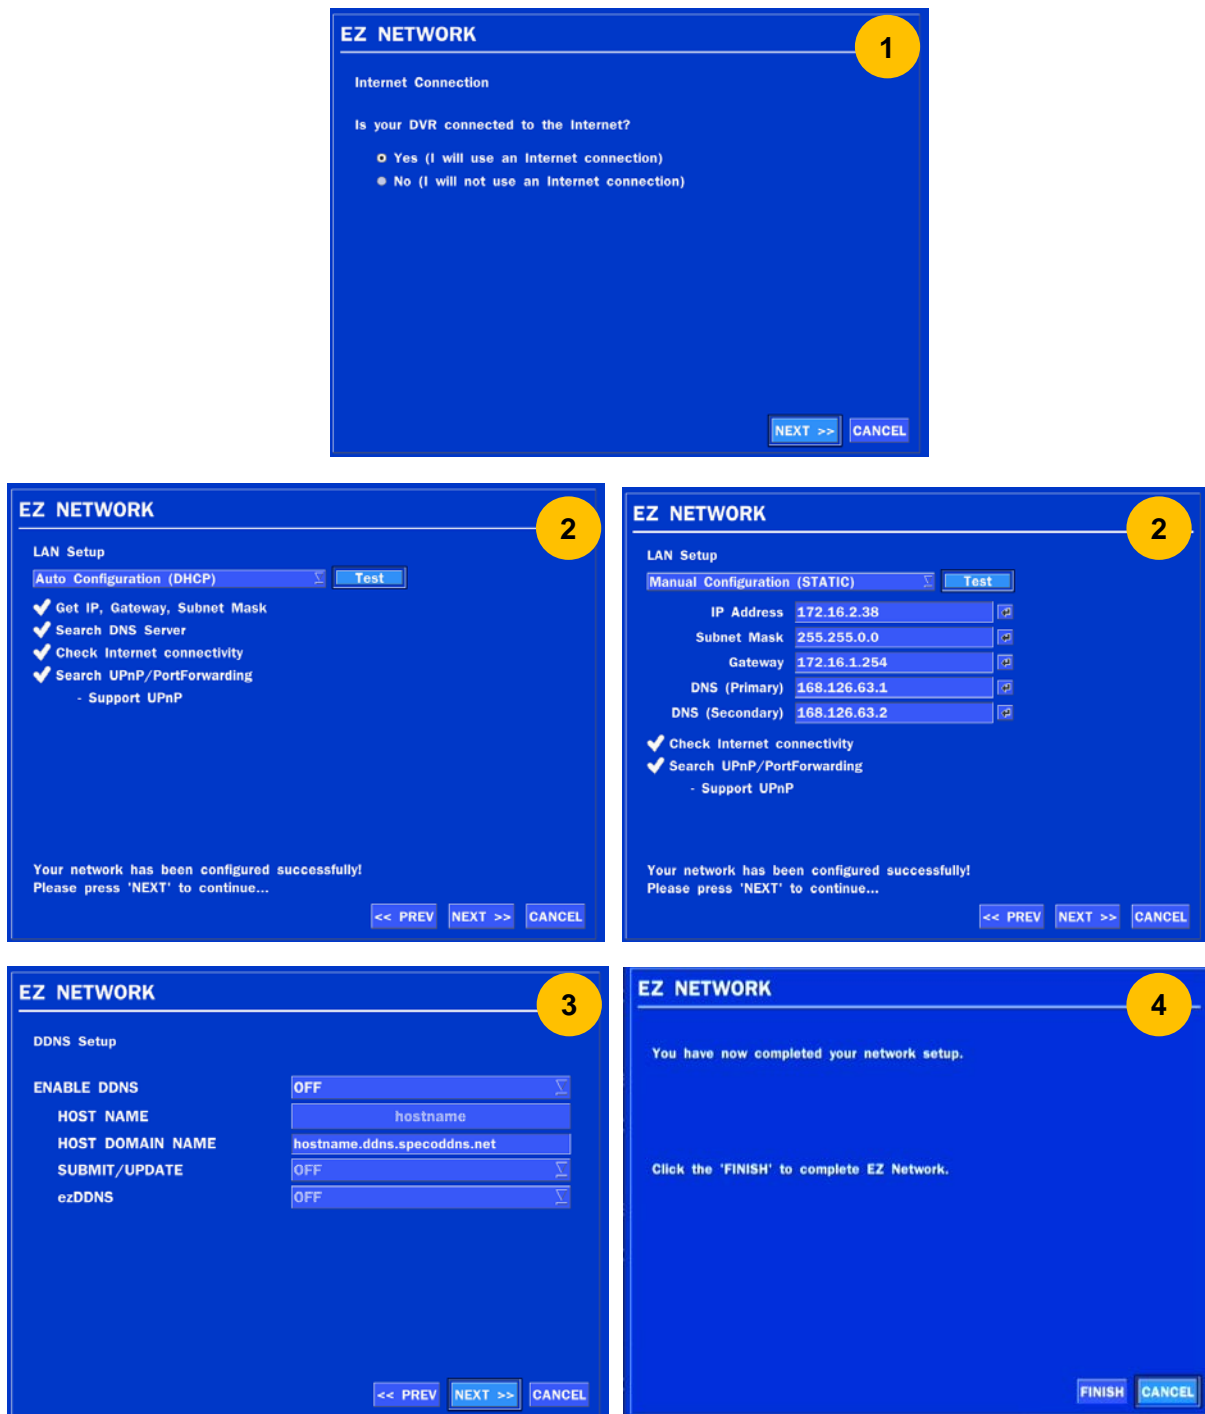 EZ NETWORK
1
Internet Connection
Is your DVR connected to the Internet?
Yes (I will use an Internet connection)
No (I will not use an Internet connection)
NEXT >> CANCEL
EZ NETWORK
2
LAN Setup
Auto Configuration (DHCP) Test
Get IP, Gateway, Subnet Mask
Search DNS Server
Check Internet connectivity
Search UPnP/PortForwarding
- Support UPnP
Your network has been configured successfully!
Please press 'NEXT' to continue...
<< PREV NEXT >> CANCEL
EZ NETWORK
2
LAN Setup
Manual Configuration (STATIC) Test
IP Address 172.16.2.38
Subnet Mask 255.255.0.0
Gateway 172.16.1.254
DNS (Primary) 168.126.63.1
DNS (Secondary) 168.126.63.2
Check Internet connectivity
Search UPnP/PortForwarding
- Support UPnP
Your network has been configured successfully!
Please press 'NEXT' to continue...
<< PREV NEXT >> CANCEL
EZ NETWORK
3
DDNS Setup
ENABLE DDNS OFF
HOST NAME hostname
HOST DOMAIN NAME hostname.ddns.specoddns.net
SUBMIT/UPDATE OFF
ezDDNS OFF
<< PREV NEXT >> CANCEL
EZ NETWORK
4
You have now completed your network setup.
Click the 'FINISH' to complete EZ Network.
FINISH CANCEL